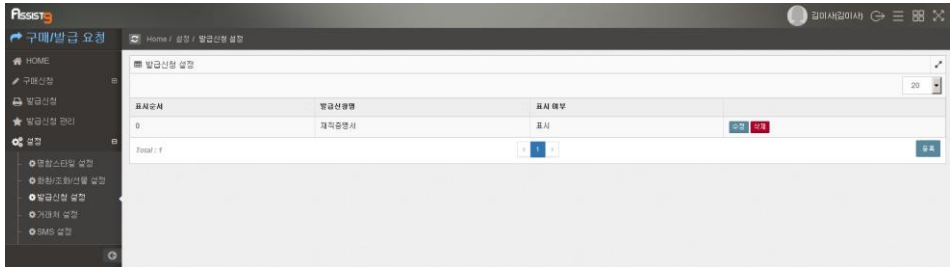 Assist9
김이사(김이사)
구매/발급 요청
Home / 설정 / 발급신청 설정
HOME
구매신청
발급신청
발급신청 관리
설정
명함스타일 설정
화환/조화/선물 설정
발급신청 설정
거래처 설정
SMS 설정
발급신청 설정
20
표시순서 발급신청명 표시 여부
0 재직증명서 표시 수정 삭제
Total : 1
‹ 1 ›
등록